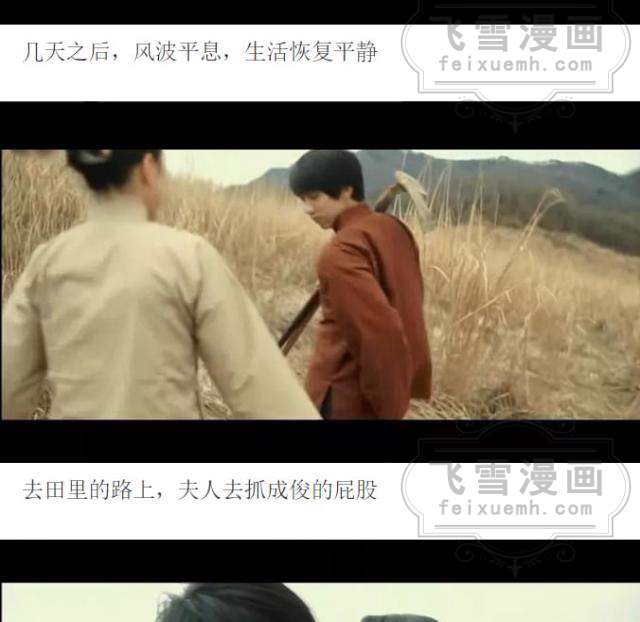 飞雪漫画
feixuemh.com
几天之后，风波平息，生活恢复平静
飞雪漫画
feixuemh.com
去田里的路上，夫人去抓成俊的屁股